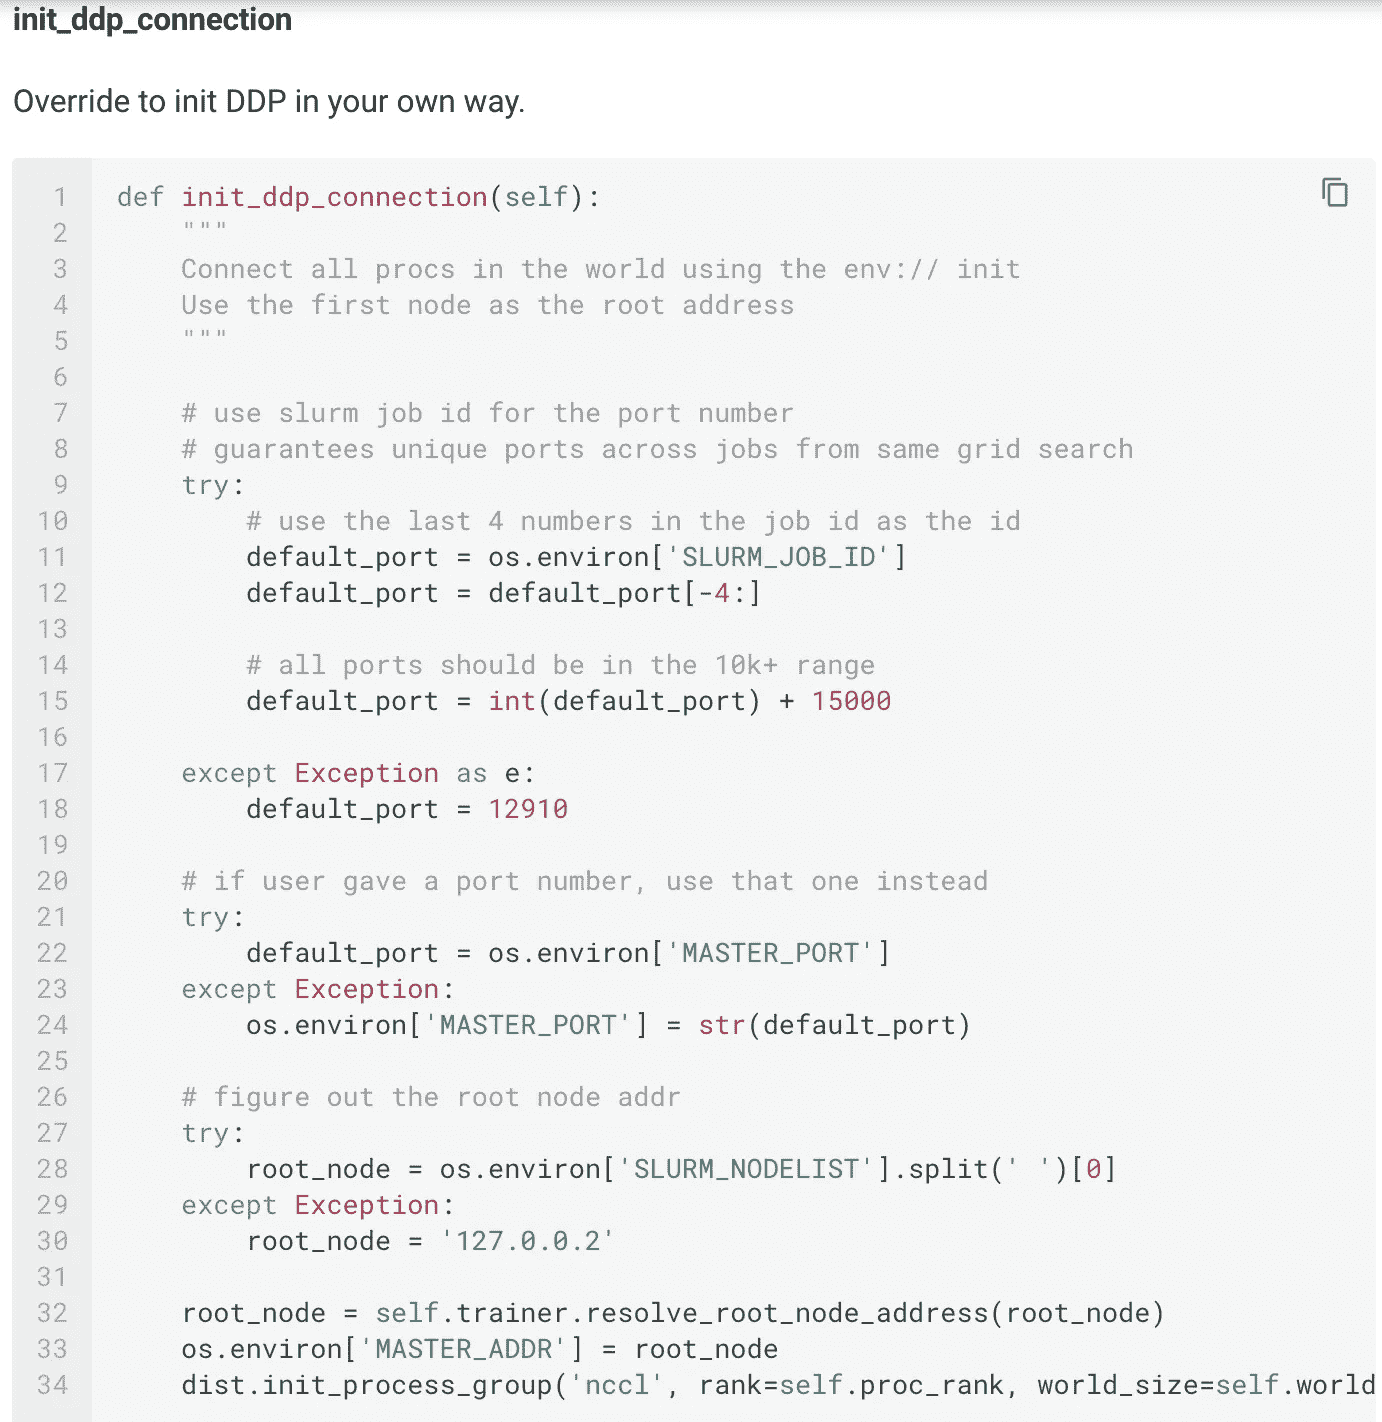 init_ddp_connection
Override to init DDP in your own way.
1 def init_ddp_connection(self):
2     """
3     Connect all procs in the world using the env:// init
4     Use the first node as the root address
5     """
6
7     # use slurm job id for the port number
8     # guarantees unique ports across jobs from same grid search
9     try:
10         # use the last 4 numbers in the job id as the id
11         default_port = os.environ['SLURM_JOB_ID']
12         default_port = default_port[-4:]
13
14         # all ports should be in the 10k+ range
15         default_port = int(default_port) + 15000
16
17     except Exception as e:
18         default_port = 12910
19
20     # if user gave a port number, use that one instead
21     try:
22         default_port = os.environ['MASTER_PORT']
23     except Exception:
24         os.environ['MASTER_PORT'] = str(default_port)
25
26     # figure out the root node addr
27     try:
28         root_node = os.environ['SLURM_NODELIST'].split(' ')[0]
29     except Exception:
30         root_node = '127.0.0.2'
31
32     root_node = self.trainer.resolve_root_node_address(root_node)
33     os.environ['MASTER_ADDR'] = root_node
34     dist.init_process_group('nccl', rank=self.proc_rank, world_size=self.world